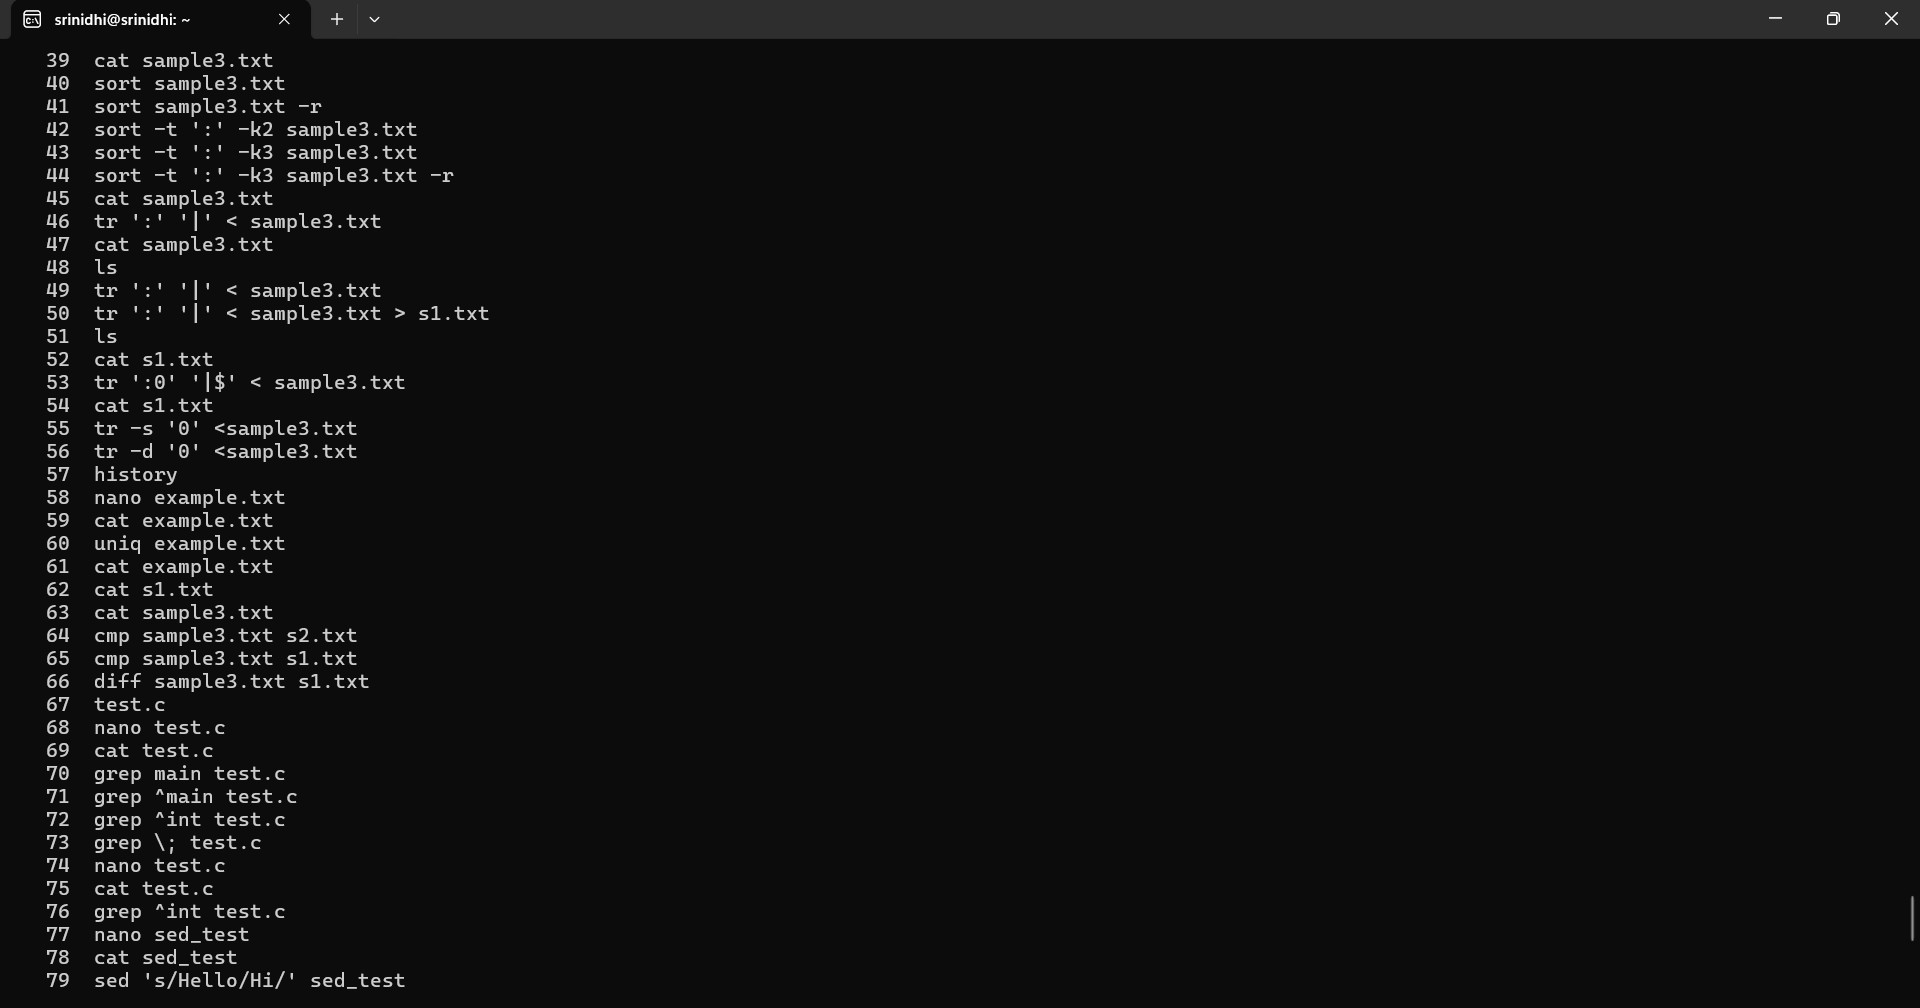 srinidhi@srinidhi: ~
39 cat sample3.txt
40 sort sample3.txt
41 sort sample3.txt -r
42 sort -t ':' -k2 sample3.txt
43 sort -t ':' -k3 sample3.txt
44 sort -t ':' -k3 sample3.txt -r
45 cat sample3.txt
46 tr ':' '|' < sample3.txt
47 cat sample3.txt
48 ls
49 tr ':' '|' < sample3.txt
50 tr ':' '|' < sample3.txt > s1.txt
51 ls
52 cat s1.txt
53 tr ':0' '|$' < sample3.txt
54 cat s1.txt
55 tr -s '0' <sample3.txt
56 tr -d '0' <sample3.txt
57 history
58 nano example.txt
59 cat example.txt
60 uniq example.txt
61 cat example.txt
62 cat s1.txt
63 cat sample3.txt
64 cmp sample3.txt s2.txt
65 cmp sample3.txt s1.txt
66 diff sample3.txt s1.txt
67 test.c
68 nano test.c
69 cat test.c
70 grep main test.c
71 grep ^main test.c
72 grep ^int test.c
73 grep \; test.c
74 nano test.c
75 cat test.c
76 grep ^int test.c
77 nano sed_test
78 cat sed_test
79 sed 's/Hello/Hi/' sed_test